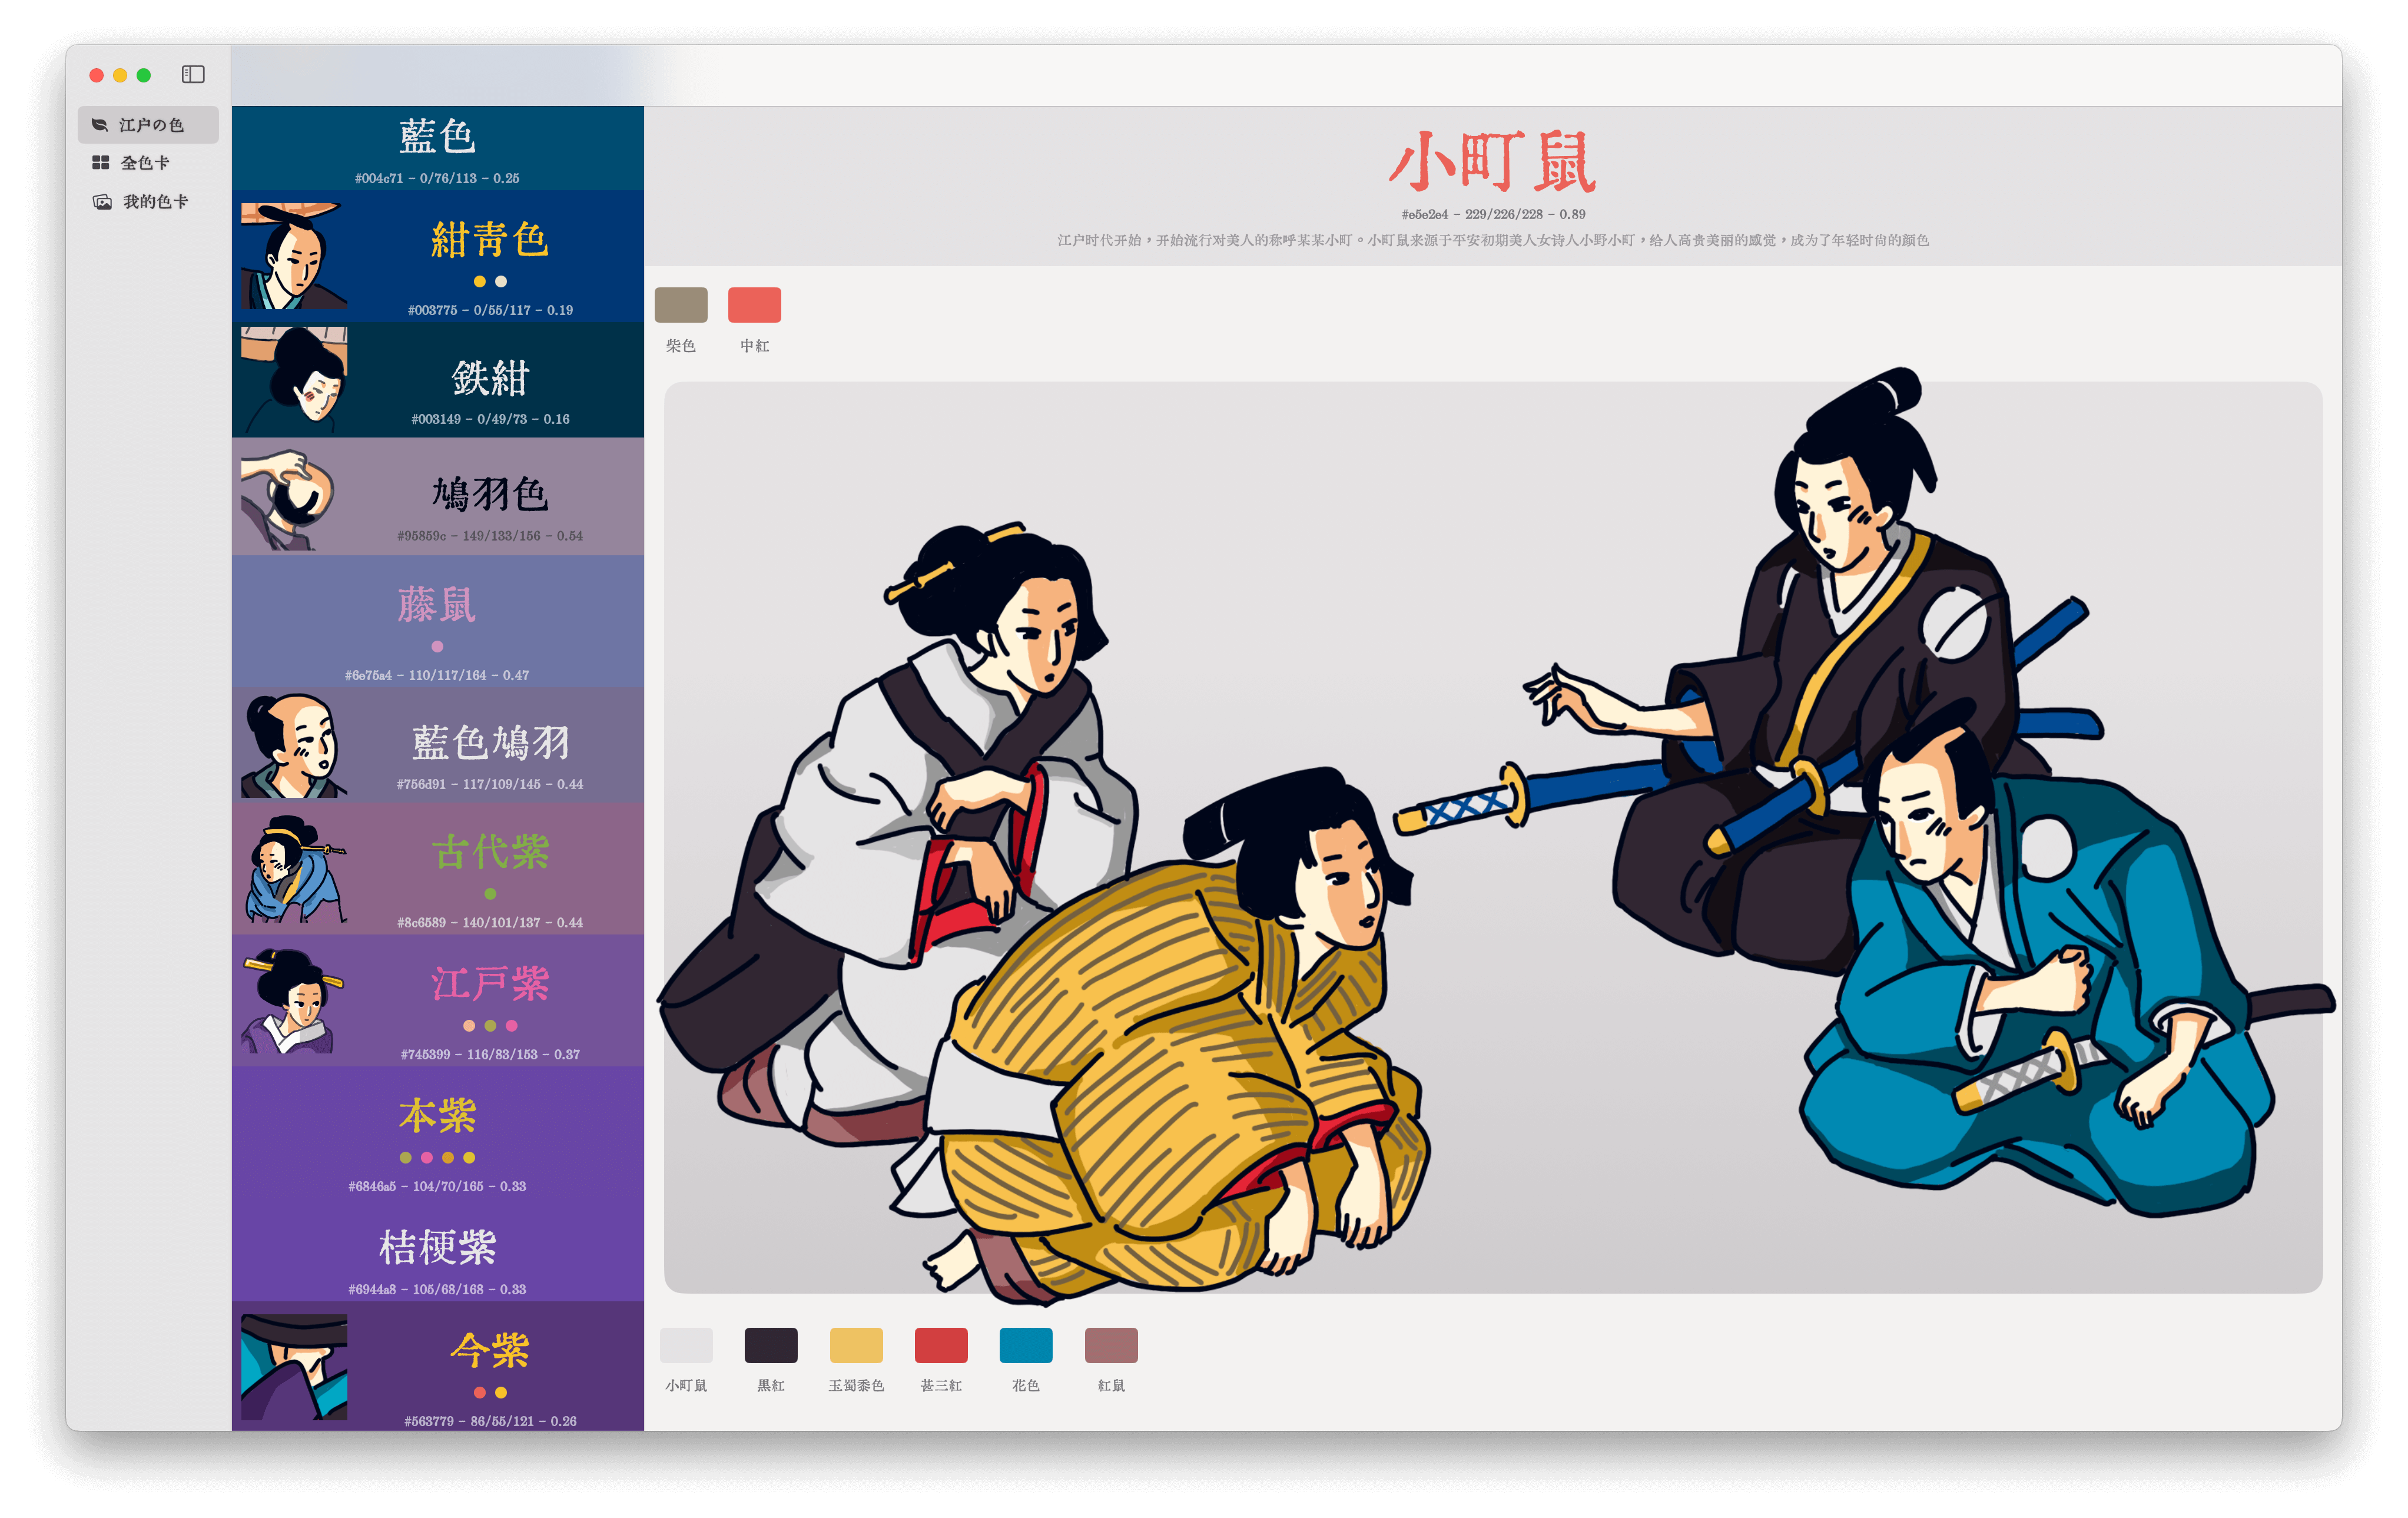 江户の色
全色卡
我的色卡
藍色
#004c71 - 0/76/113 - 0.25
紺青色
#003775 - 0/55/117 - 0.19
鉄紺
#003149 - 0/49/73 - 0.16
鳩羽色
#95859c - 149/133/156 - 0.54
藤鼠
#6e75a4 - 110/117/164 - 0.47
藍色鳩羽
#756d91 - 117/109/145 - 0.44
古代紫
#8c6589 - 140/101/137 - 0.44
江戸紫
#745399 - 116/83/153 - 0.37
本紫
#6846a5 - 104/70/165 - 0.33
桔梗紫
#6944a8 - 105/68/168 - 0.33
今紫
#563779 - 86/55/121 - 0.26
小町鼠
#e5e2e4 - 229/226/228 - 0.89
江户时代开始，开始流行对美人的称呼某某小町。小町鼠来源于平安初期美人女诗人小野小町，给人高贵美丽的感觉，成为了年轻时尚的颜色
柴色
中紅
小町鼠
黒紅
玉蜀黍色
甚三紅
花色
紅鼠